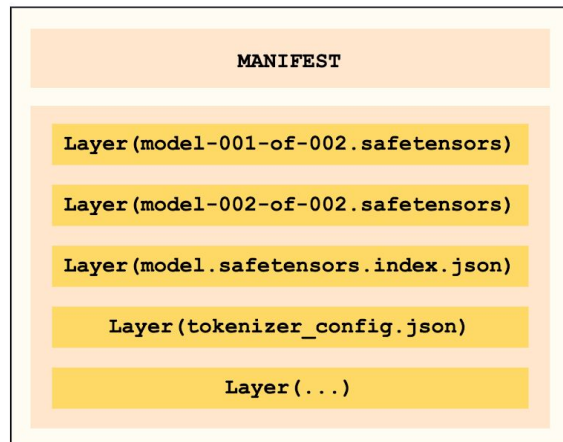 MANIFEST
Layer(model-001-of-002.safetensors)
Layer(model-002-of-002.safetensors)
Layer(model.safetensors.index.json)
Layer(tokenizer_config.json)
Layer(...)